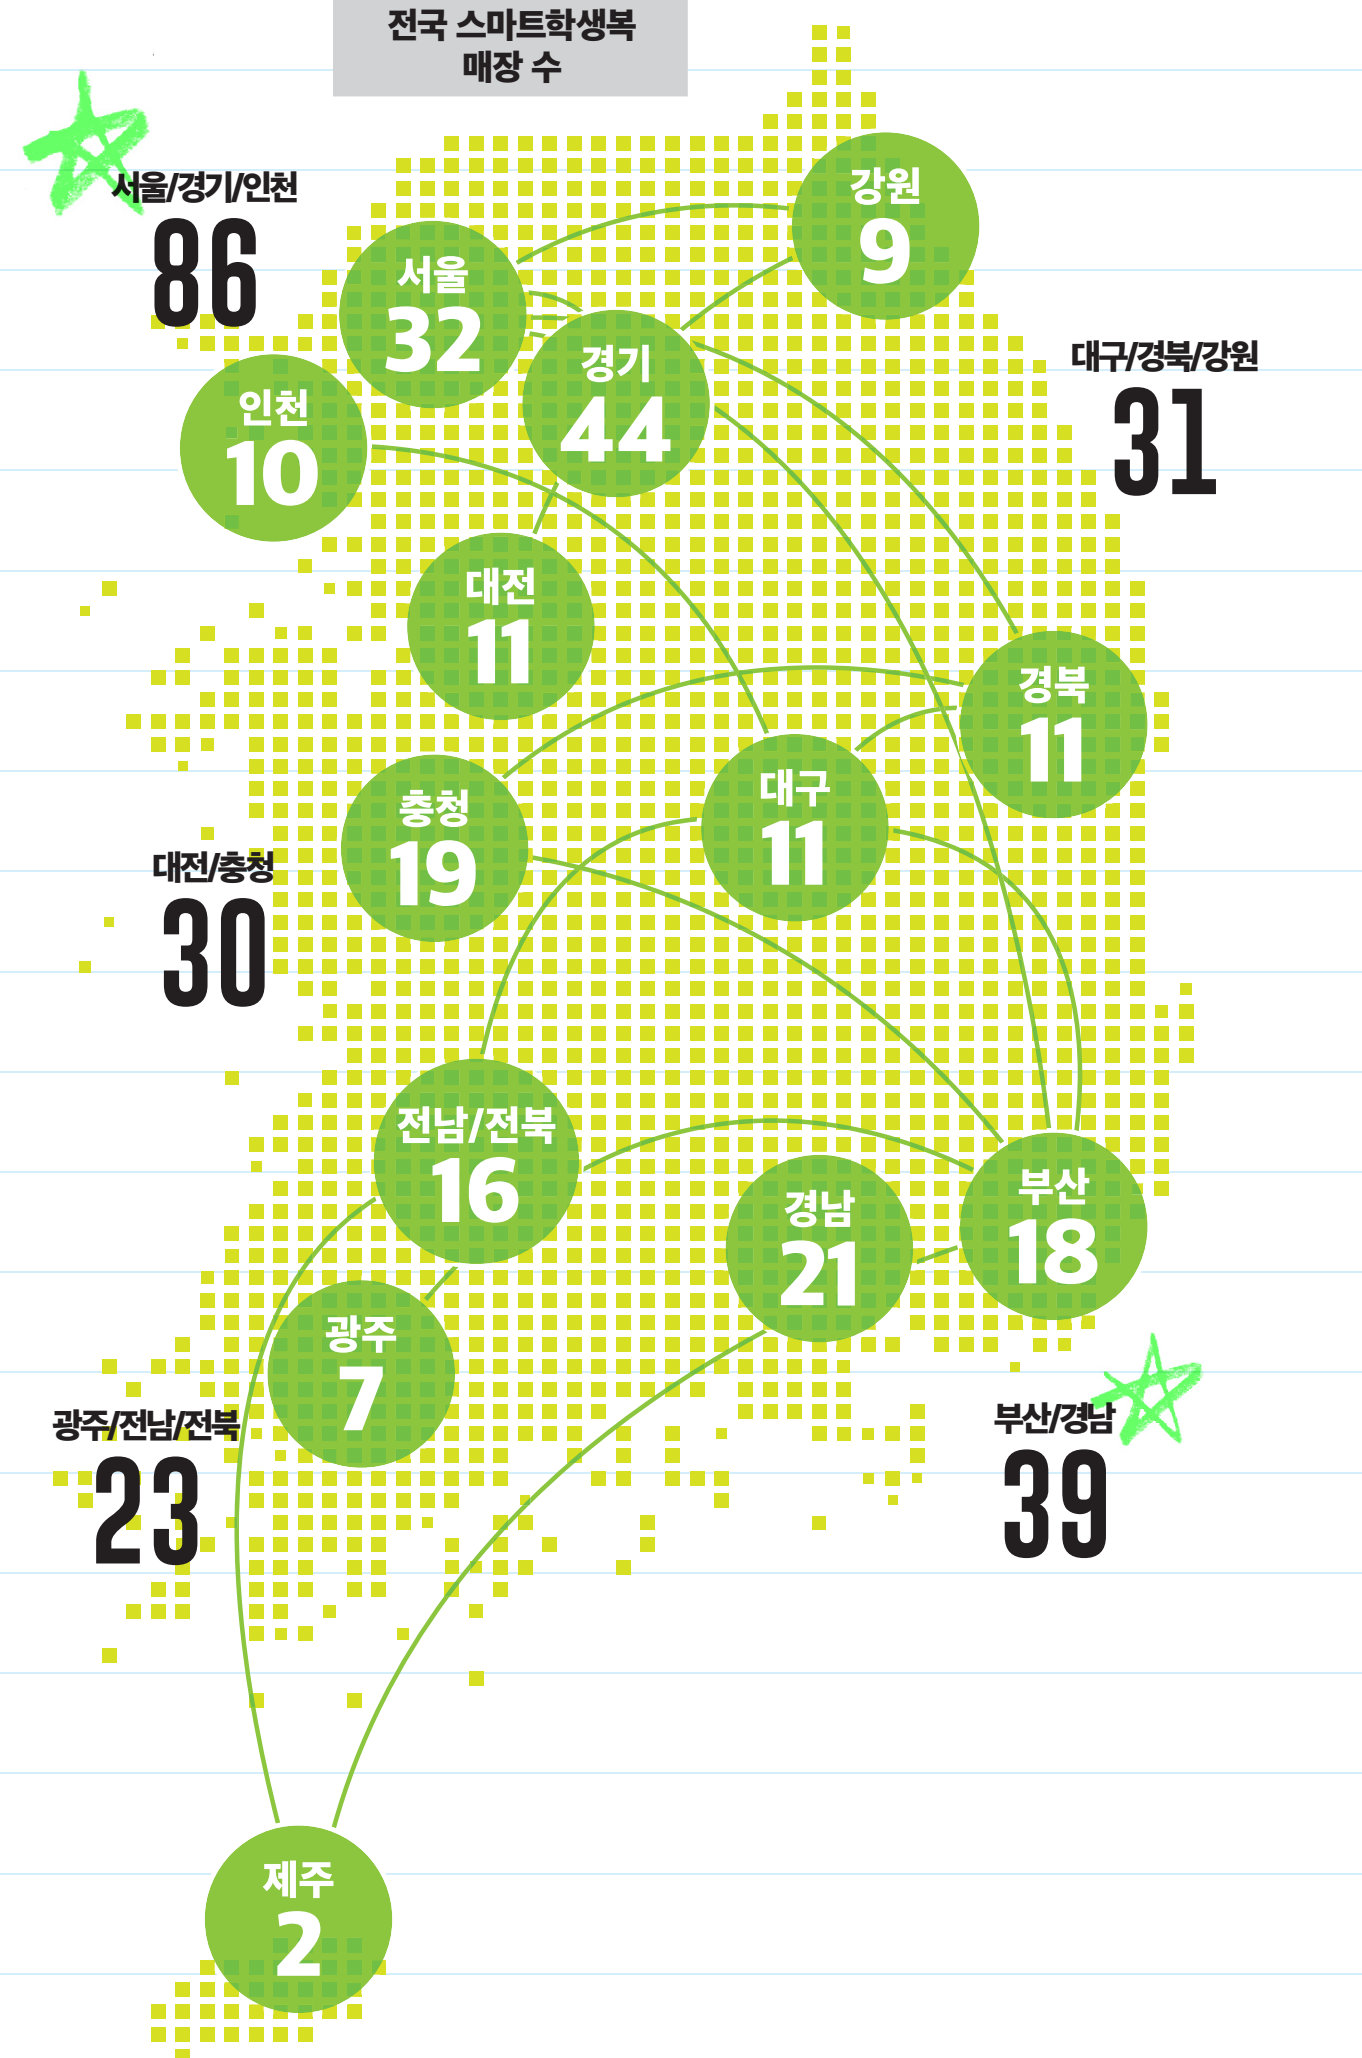 전국 스마트학생복
매장 수
서울/경기/인천
86
강원
9
서울
32
경기
44
대구/경북/강원
31
인천
10
대전
11
경북
11
대구
11
충청
19
대전/충청
30
전남/전북
16
경남
21
부산
18
광주
7
광주/전남/전북
23
부산/경남
39
제주
2